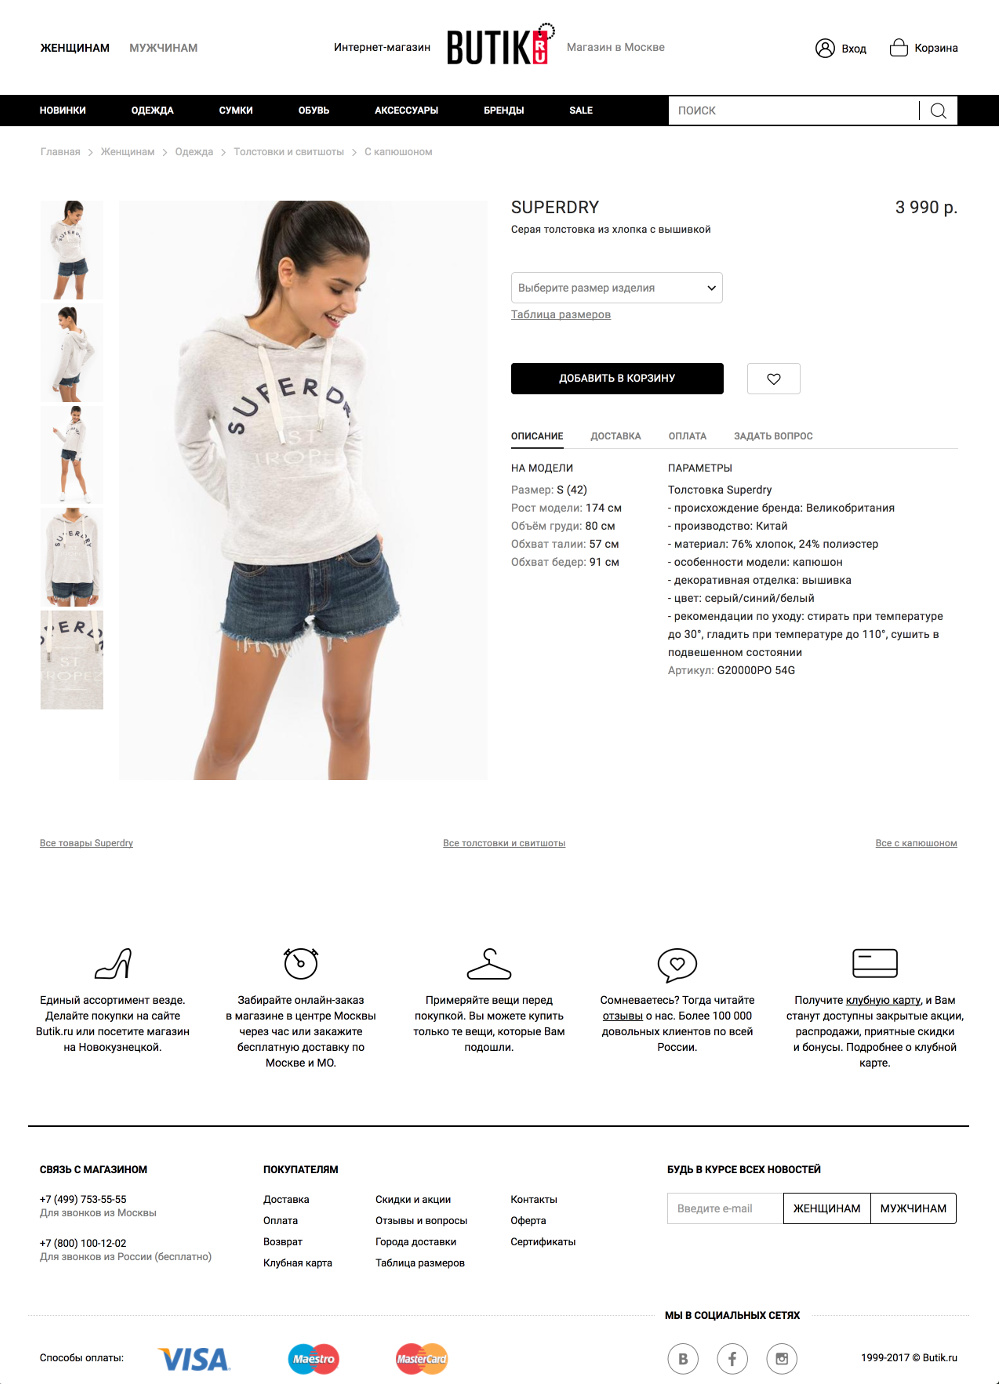 ЖЕНЩИНАМ МУЖЧИНАМ Интернет-магазин BUTIK.RU Магазин в Москве Вход Корзина
НОВИНКИ ОДЕЖДА СУМКИ ОБУВЬ АКСЕССУАРЫ БРЕНДЫ SALE ПОИСК
Главная > Женщинам > Одежда > Толстовки и свитшоты > С капюшоном
SUPERDRY 3 990 р.
Серая толстовка из хлопка с вышивкой
Выберите размер изделия
Таблица размеров
ДОБАВИТЬ В КОРЗИНУ
SUPERDRY
ST
TROPEZ
ОПИСАНИЕ ДОСТАВКА ОПЛАТА ЗАДАТЬ ВОПРОС
НА МОДЕЛИ
Размер: S (42)
Рост модели: 174 см
Объём груди: 80 см
Обхват талии: 57 см
Обхват бедер: 91 см
ПАРАМЕТРЫ
Толстовка Superdry
- происхождение бренда: Великобритания
- производство: Китай
- материал: 76% хлопок, 24% полиэстер
- особенности модели: капюшон
- декоративная отделка: вышивка
- цвет: серый/синий/белый
- рекомендации по уходу: стирать при температуре
до 30°, гладить при температуре до 110°, сушить в
подвешенном состоянии
Артикул: G20000PO 54G
Все товары Superdry Все толстовки и свитшоты Все с капюшоном
Единый ассортимент везде.
Делайте покупки на сайте
Butik.ru или посетите магазин
на Новокузнецкой.
Забирайте онлайн-заказ
в магазине в центре Москвы
через час или закажите
бесплатную доставку по
Москве и МО.
Примеряйте вещи перед
покупкой. Вы можете купить
только те вещи, которые Вам
подошли.
Сомневаетесь? Тогда читайте
отзывы о нас. Более 100 000
довольных клиентов по всей
России.
Получите клубную карту, и Вам
станут доступны закрытые акции,
распродажи, приятные скидки
и бонусы. Подробнее о клубной
карте.
СВЯЗЬ С МАГАЗИНОМ
+7 (499) 753-55-55
Для звонков из Москвы
+7 (800) 100-12-02
Для звонков из России (бесплатно)
ПОКУПАТЕЛЯМ
Доставка Скидки и акции Контакты
Оплата Отзывы и вопросы Оферта
Возврат Города доставки Сертификаты
Клубная карта Таблица размеров
БУДЬ В КУРСЕ ВСЕХ НОВОСТЕЙ
Введите e-mail ЖЕНЩИНАМ МУЖЧИНАМ
МЫ В СОЦИАЛЬНЫХ СЕТЯХ
Способы оплаты: VISA Maestro MasterCard B f 1999-2017 © Butik.ru